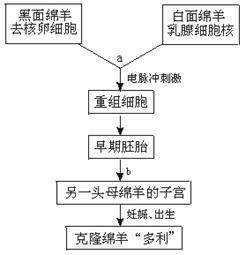 黑面绵羊
去核卵细胞
白面绵羊
乳腺细胞核
a
电脉冲刺激
重组细胞
早期胚胎
b
另一头母绵羊的子宫
妊娠、出生
克隆绵羊“多利”